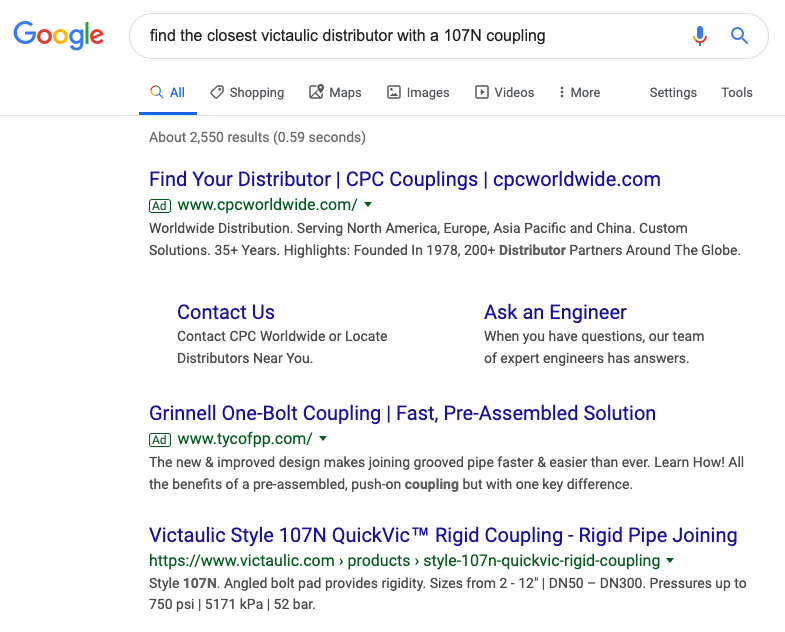 Google
find the closest victaulic distributor with a 107N coupling
All Shopping Maps Images Videos More Settings Tools
About 2,550 results (0.59 seconds)
Find Your Distributor | CPC Couplings | cpcworldwide.com
Ad www.cpcworldwide.com/
Worldwide Distribution. Serving North America, Europe, Asia Pacific and China. Custom
Solutions. 35+ Years. Highlights: Founded In 1978, 200+ Distributor Partners Around The Globe.
Contact Us
Contact CPC Worldwide or Locate
Distributors Near You.
Ask an Engineer
When you have questions, our team
of expert engineers has answers.
Grinnell One-Bolt Coupling | Fast, Pre-Assembled Solution
Ad www.tycofpp.com/
The new & improved design makes joining grooved pipe faster & easier than ever. Learn How! All
the benefits of a pre-assembled, push-on coupling but with one key difference.
Victaulic Style 107N QuickVic™ Rigid Coupling - Rigid Pipe Joining
https://www.victaulic.com › products › style-107n-quickvic-rigid-coupling
Style 107N. Angled bolt pad provides rigidity. Sizes from 2 - 12" | DN50 – DN300. Pressures up to
750 psi | 5171 kPa | 52 bar.